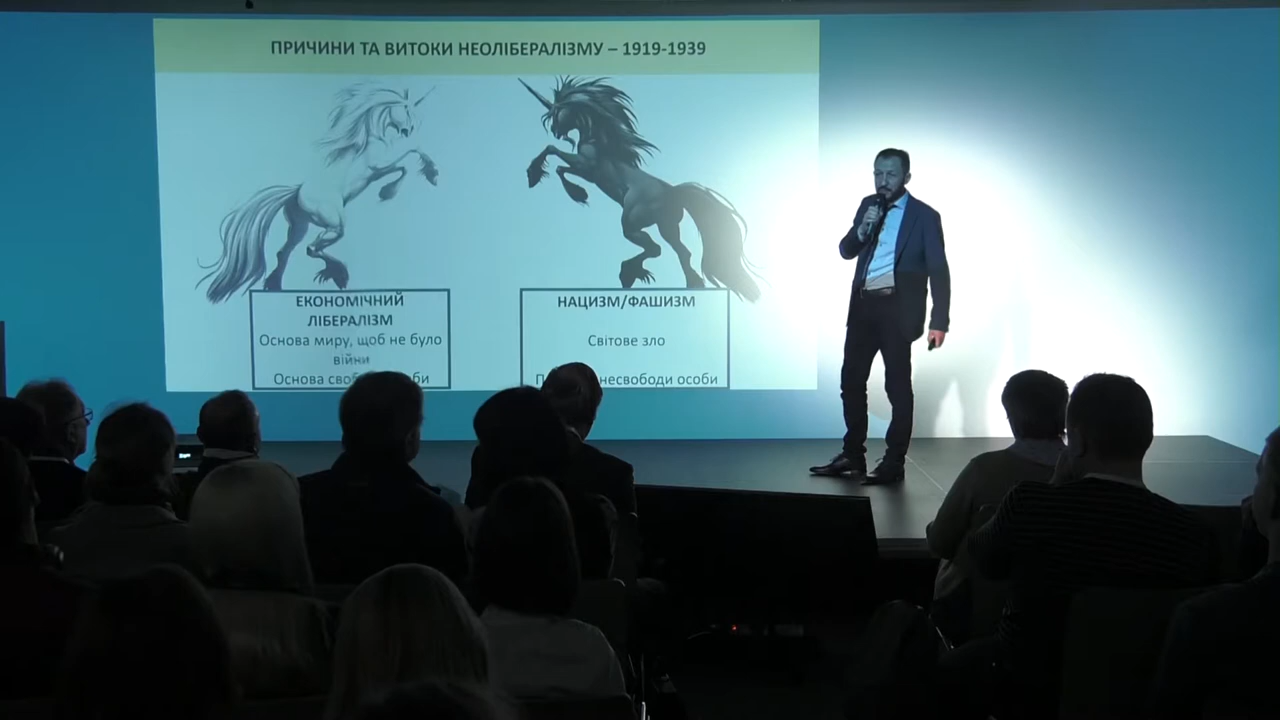 ПРИЧИНИ ТА ВИТОКИ НЕОЛІБЕРАЛІЗМУ – 1919-1939
ЕКОНОМІЧНИЙ
ЛІБЕРАЛІЗМ
Основа миру, щоб не було
війни
Основа
НАЦИЗМ/ФАШИЗМ
Світове зло
несвободи особи